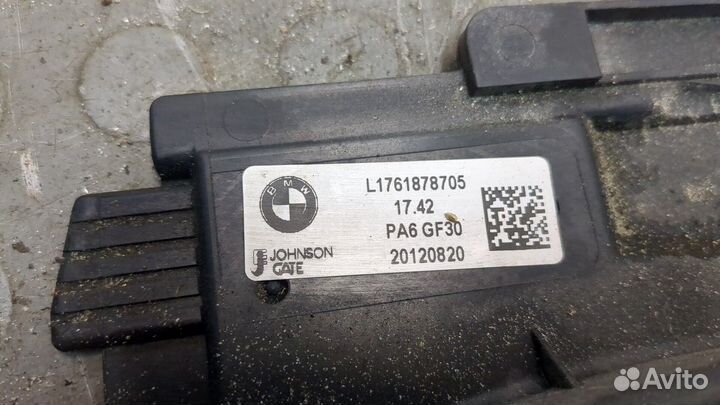 BMW
L1761878705
17.42
PA6 GF30
20120820
JOHNSON
GATE
Avito